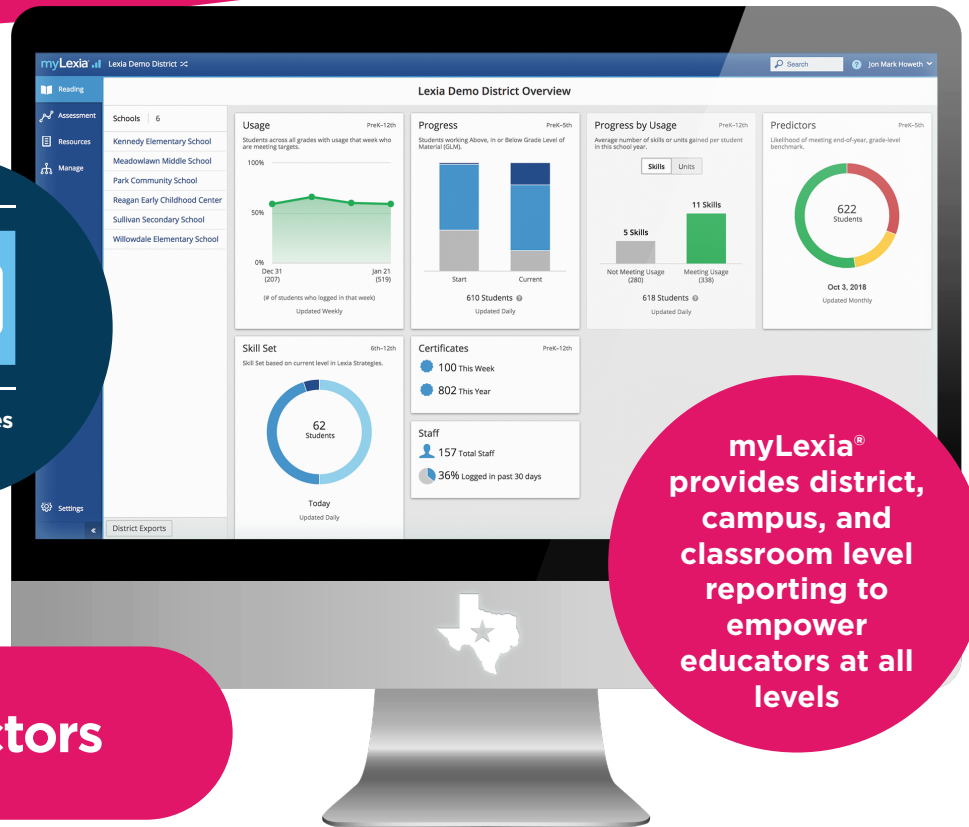 myLexia
Lexia Demo District
Search
?
Jon Mark Howeth
Reading
Assessment
Resources
Manage
Settings
«
Lexia Demo District Overview
Schools 6
Kennedy Elementary School
Meadowlawn Middle School
Park Community School
Reagan Early Childhood Center
Sullivan Secondary School
Willowdale Elementary School
District Exports
Usage PreK–12th
Students across all grades with usage that week who
are meeting targets.
100%
50%
0%
Dec 31 Jan 21
(207) (519)
(# of students who logged in that week)
Updated Weekly
Progress PreK–5th
Students working Above, in or Below Grade Level of
Material (GLM).
Start Current
610 Students ?
Updated Daily
Progress by Usage PreK–12th
Average number of skills or units gained per student
in this school year.
Skills Units
11 Skills
5 Skills
Not Meeting Usage Meeting Usage
(280) (338)
618 Students ?
Updated Daily
Predictors PreK–5th
Likelihood of meeting end-of-year, grade-level
benchmark.
622
Students
Oct 3, 2018
Updated Monthly
Skill Set 6th–12th
Skill Set based on current level in Lexia Strategies.
62
Students
Today
Updated Daily
Certificates PreK–12th
100 This Week
802 This Year
Staff
157 Total Staff
36% Logged in past 30 days
myLexia®
provides district,
campus, and
classroom level
reporting to
empower
educators at all
levels